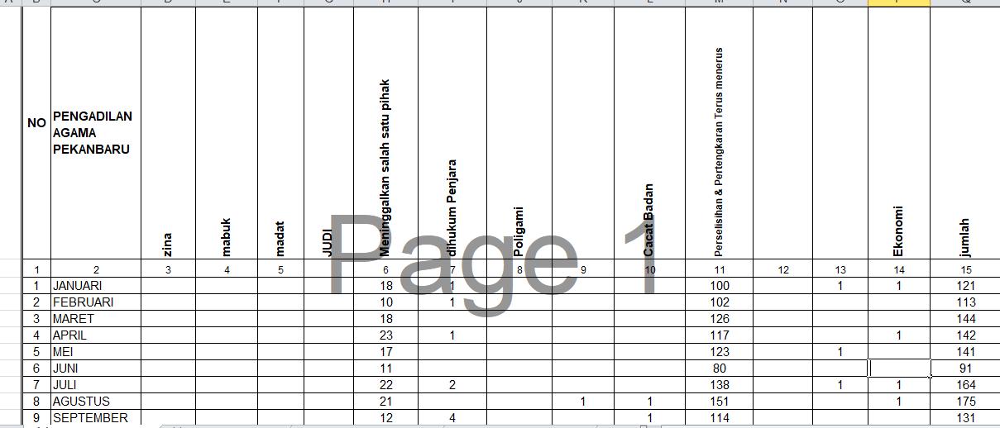 NO PENGADILAN AGAMA PEKANBARU zina mabuk madat JUDI Meninggalkan salah satu pihak dihukum Penjara Poligami Cacat Badan Perselisihan & Pertengkaran Terus menerus Ekonomi jumlah
Page 1
1 2 3 4 5 6 7 8 9 10 11 12 13 14 15
1 JANUARI 18 1 100 1 1 121
2 FEBRUARI 10 1 102 113
3 MARET 18 126 144
4 APRIL 23 1 117 1 142
5 MEI 17 123 1 141
6 JUNI 11 80 91
7 JULI 22 2 138 1 1 164
8 AGUSTUS 21 1 1 151 1 175
9 SEPTEMBER 12 4 1 114 131